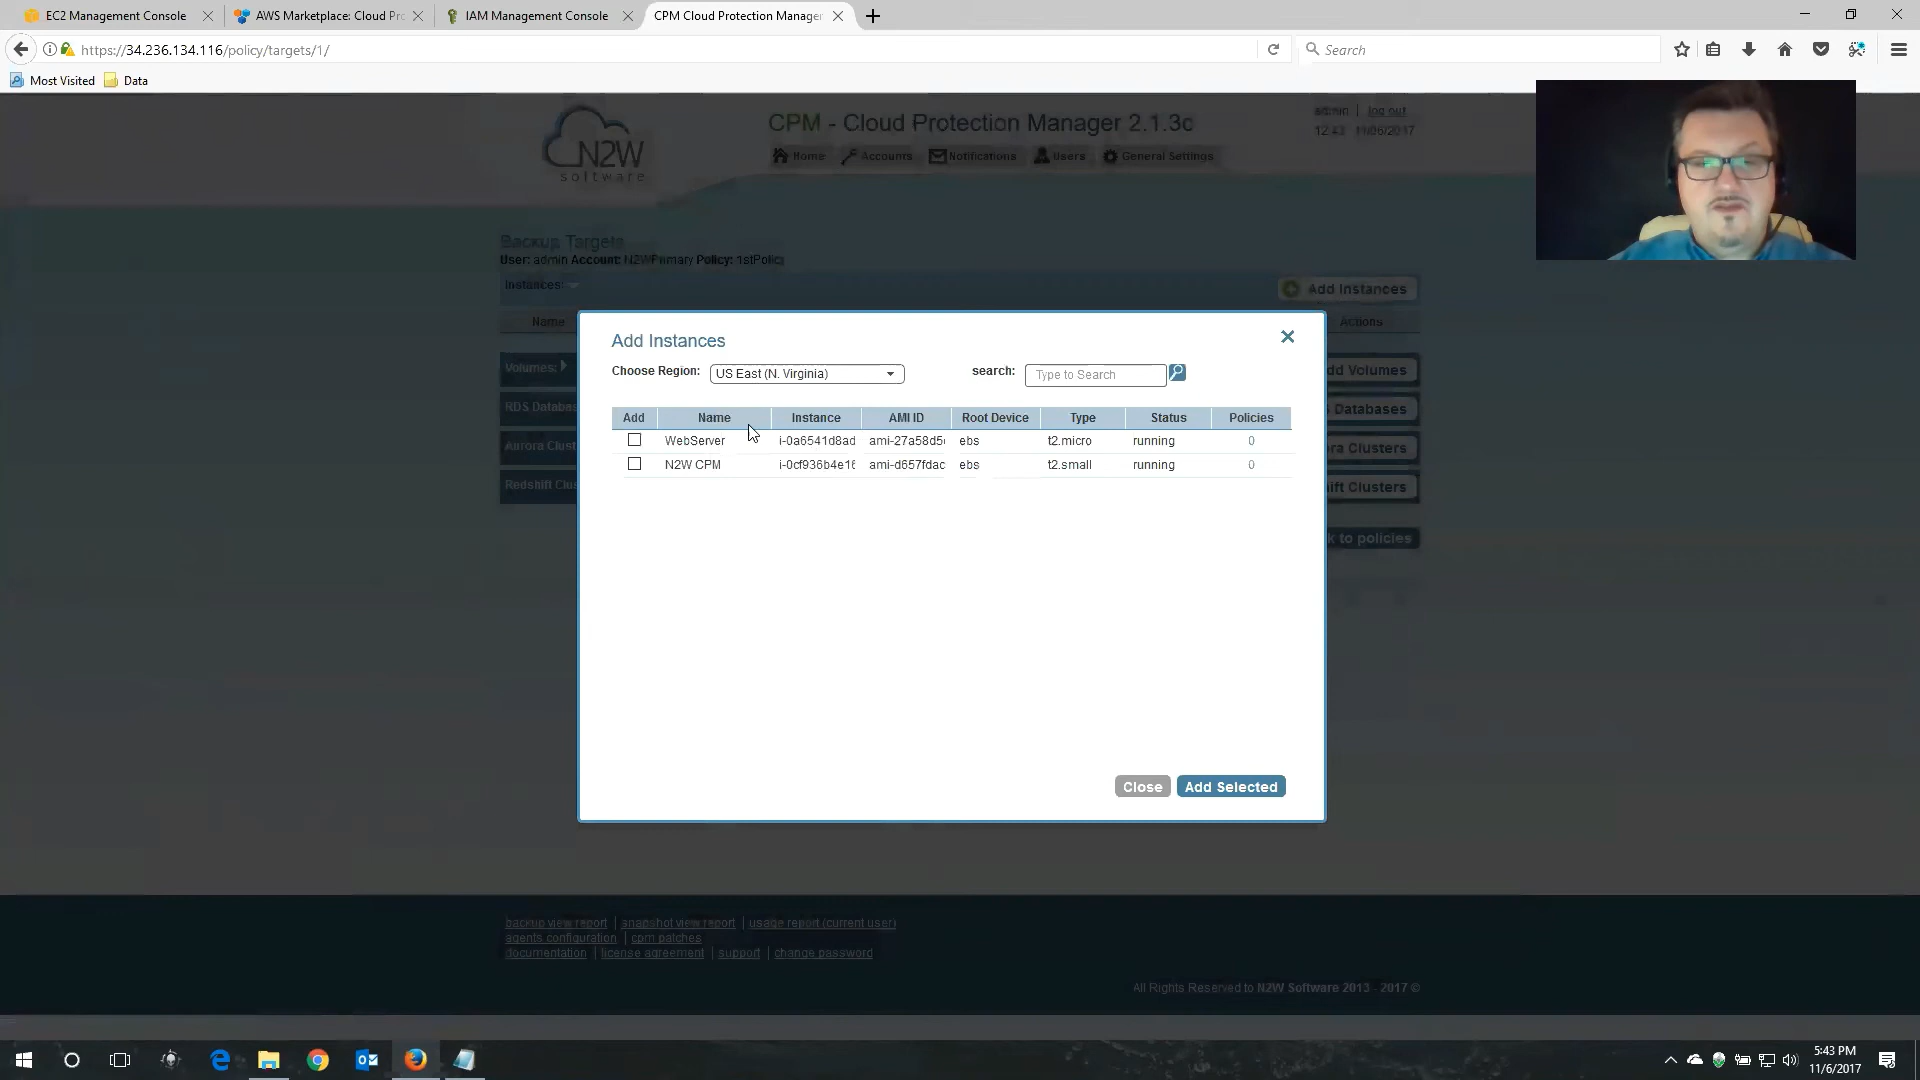 EC2 Management Console
AWS Marketplace: Cloud Pro
IAM Management Console
CPM Cloud Protection Manager
https://34.236.134.116/policy/targets/1/
Search
Most Visited
Data
N2W
software
CPM - Cloud Protection Manager 2.1.3c
admin | log out
12:43 11/06/2017
Home
Accounts
Notifications
Users
General Settings
Backup Targets
User: admin Account: N2WPrimary Policy: 1stPolicy
Instances:
Add Instances
Name
Actions
Volumes:
dd Volumes
RDS Databas
S Databases
Aurora Clust
ra Clusters
Redshift Clus
ift Clusters
k to policies
Add Instances
Choose Region: US East (N. Virginia)
search: Type to Search
Add Name Instance AMI ID Root Device Type Status Policies
WebServer i-0a6541d8ad ami-27a58d5 ebs t2.micro running 0
N2W CPM i-0cf936b4e16 ami-d657fdac ebs t2.small running 0
Close
Add Selected
backup view report | snapshot view report | usage report (current user)
agents configuration | cpm patches
documentation | license agreement | support | change password
All Rights Reserved to N2W Software 2013 - 2017 ©
5:43 PM
11/6/2017